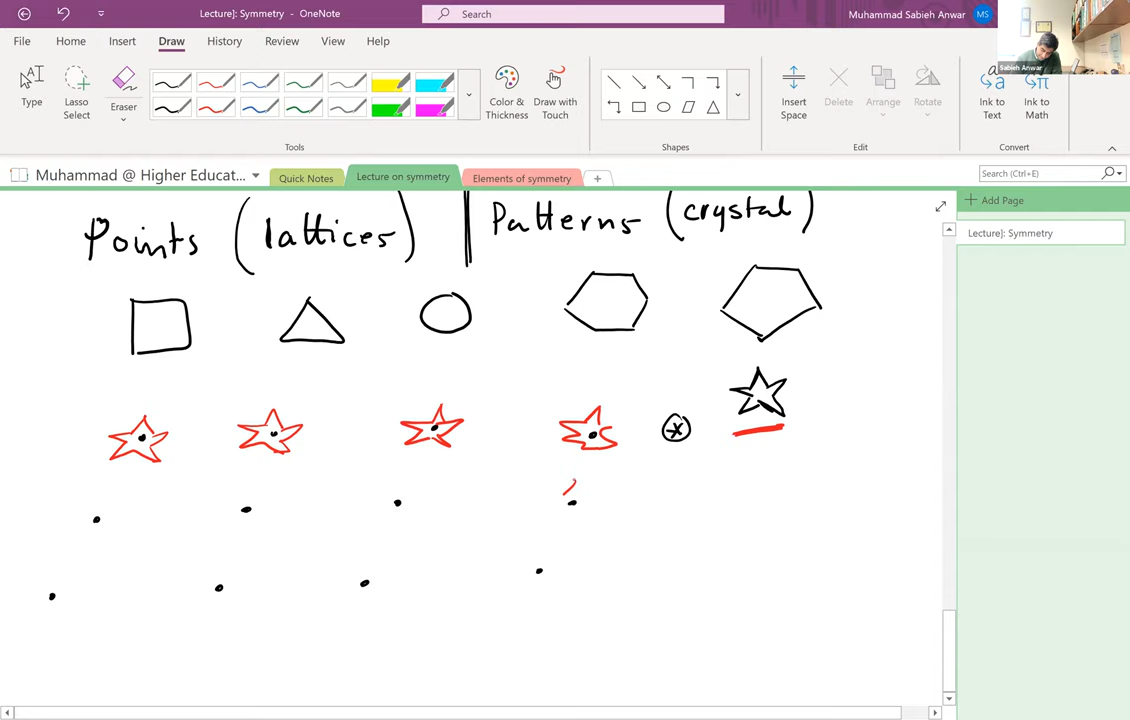 Lecture]: Symmetry - OneNote
Search
Muhammad Sabieh Anwar
MS
File Home Insert Draw History Review View Help
Sabieh Anwar
Type
Lasso Select
Eraser
Color & Thickness
Draw with Touch
Insert Space
Delete
Arrange
Rotate
Ink to Text
Ink to Math
Tools
Shapes
Edit
Convert
Muhammad @ Higher Educat...
Quick Notes
Lecture on symmetry
Elements of symmetry
Search (Ctrl+E)
Add Page
Lecture]: Symmetry
Points (lattices) Patterns (crystal)